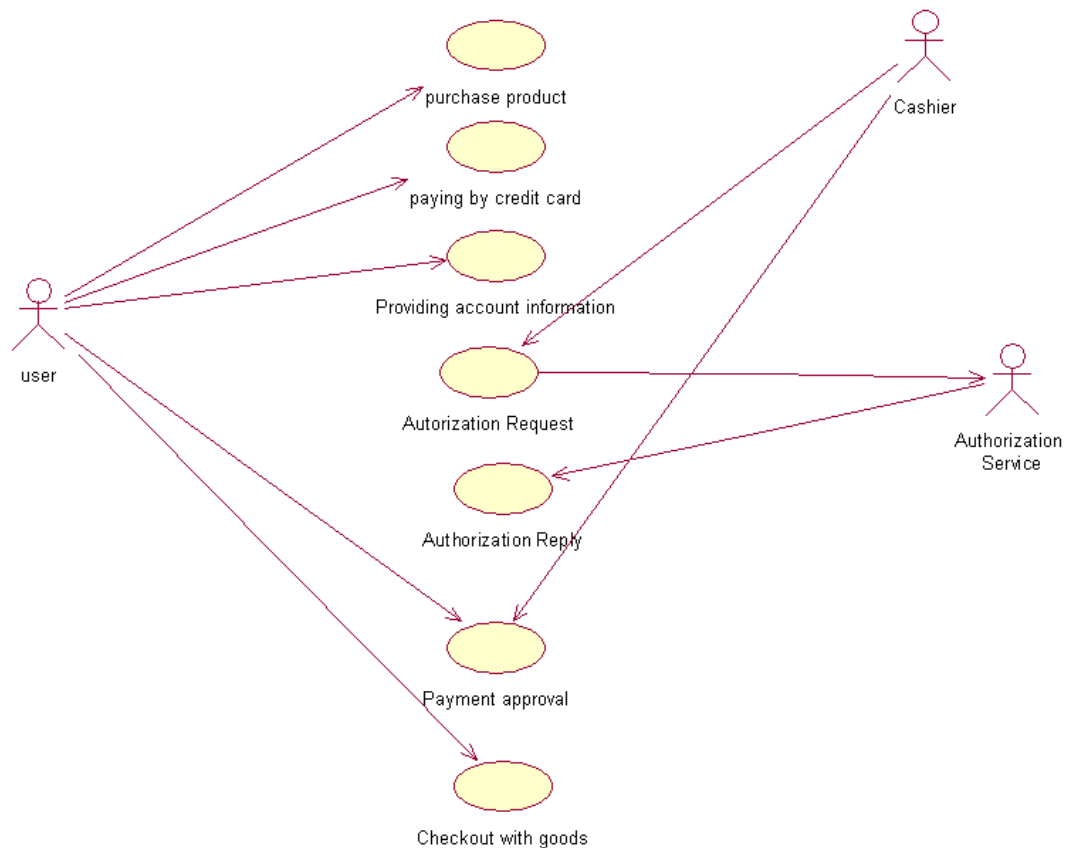 purchase product
Cashier
paying by credit card
Providing account information
user
Autorization Request
Authorization
Service
Authorization Reply
Payment approval
Checkout with goods